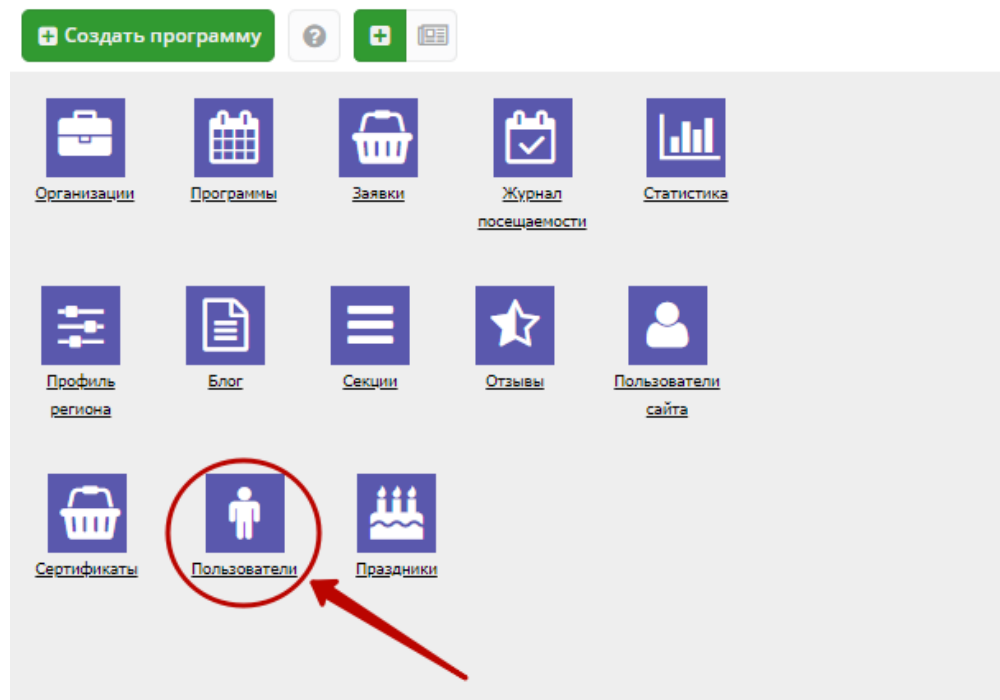 Создать программу
Организации
Программы
Заявки
Журнал
посещаемости
Статистика
Профиль
региона
Блог
Секции
Отзывы
Пользователи
сайта
Сертификаты
Пользователи
Праздники